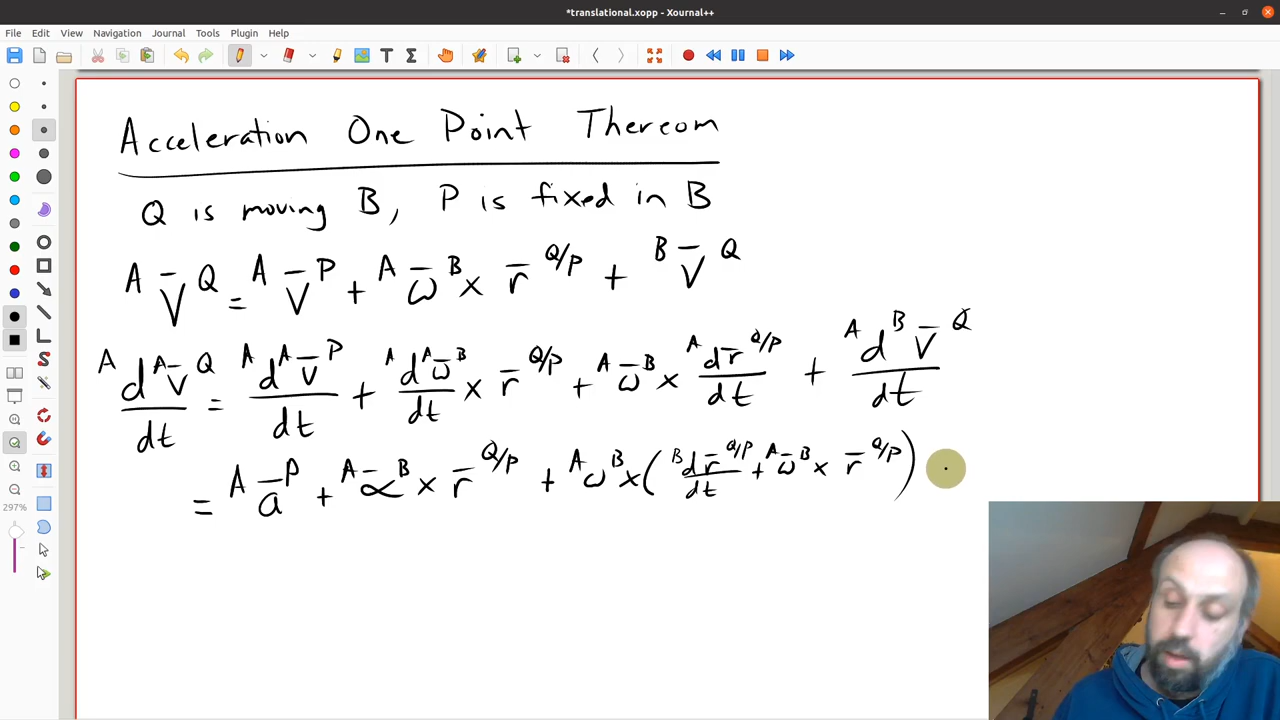 *translational.xopp - Xournal++
File Edit View Navigation Journal Tools Plugin Help
Acceleration One Point Thereom
Q is moving B, P is fixed in B
ᴬv̄^Q = ᴬv̄^P + ᴬω̄^B × r̄^{Q/P} + ᴮv̄^Q
ᴬdᴬv̄^Q/dt = ᴬdᴬv̄^P/dt + ᴬdᴬω̄^B/dt × r̄^{Q/P} + ᴬω̄^B × ᴬdr̄^{Q/P}/dt + ᴬdᴮv̄^Q/dt
= ᴬā^P + ᴬᾱ^B × r̄^{Q/P} + ᴬω^B × (ᴮdr̄^{Q/P}/dt + ᴬω̄^B × r̄^{Q/P})
297%